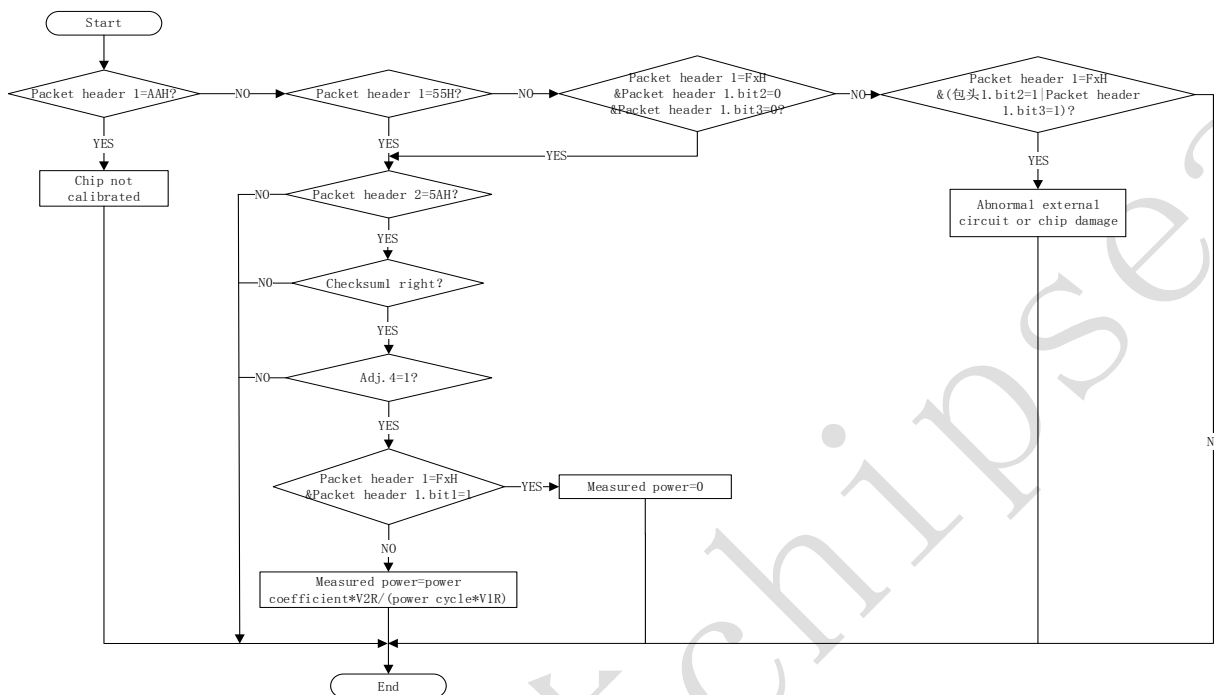 Start
Packet header 1=AAH?
NO
Packet header 1=55H?
NO
Packet header 1=FxH
&Packet header 1.bit2=0
&Packet header 1.bit3=0?
NO
Packet header 1=FxH
&(包头1.bit2=1|Packet header
1.bit3=1)?
YES
YES
YES
YES
Chip not
calibrated
NO
Packet header 2=5AH?
Abnormal external
circuit or chip damage
YES
NO
Checksum1 right?
YES
NO
Adj.4=1?
YES
N
Packet header 1=FxH
&Packet header 1.bit1=1
YES
Measured power=0
NO
Measured power=power
coefficient*V2R/(power cycle*V1R)
End
chipsea